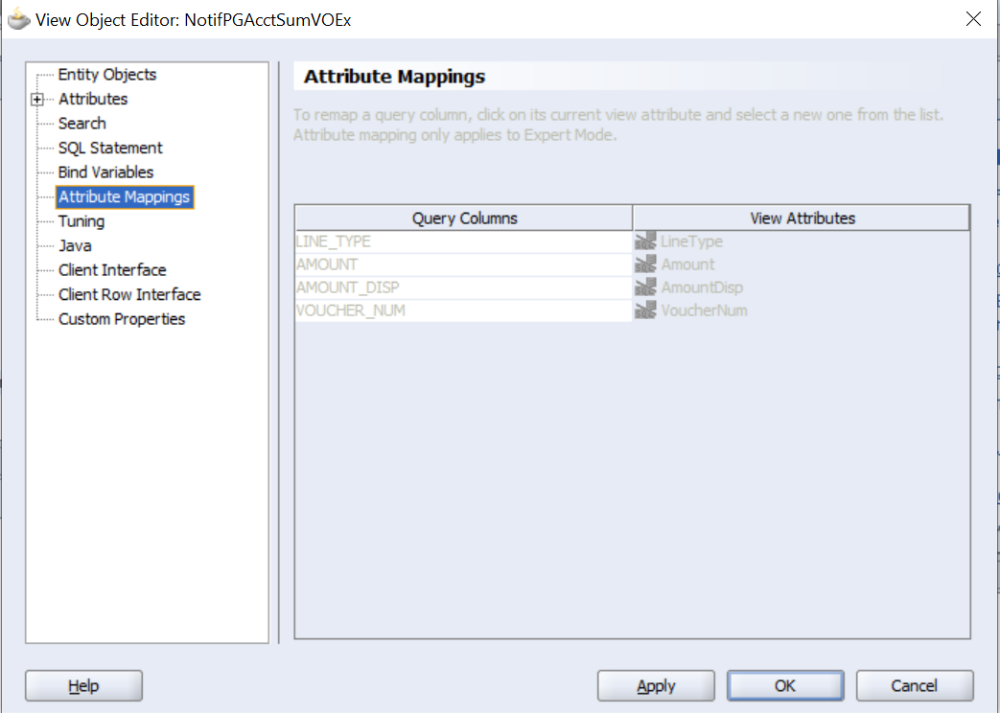 View Object Editor: NotifPGAcctSumVOEx
Entity Objects
Attributes
Search
SQL Statement
Bind Variables
Attribute Mappings
Tuning
Java
Client Interface
Client Row Interface
Custom Properties
Attribute Mappings
To remap a query column, click on its current view attribute and select a new one from the list.
Attribute mapping only applies to Expert Mode.
Query Columns View Attributes
LINE_TYPE LineType
AMOUNT Amount
AMOUNT_DISP AmountDisp
VOUCHER_NUM VoucherNum
Help Apply OK Cancel